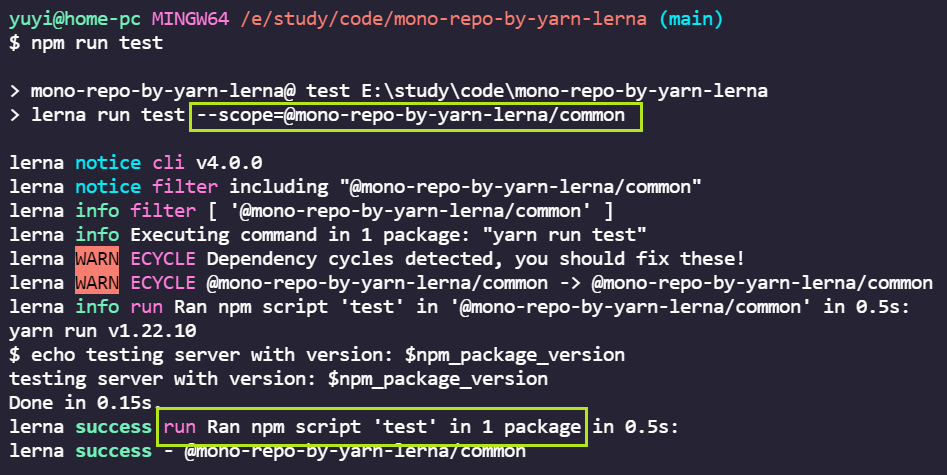 yuyi@home-pc MINGW64 /e/study/code/mono-repo-by-yarn-lerna (main)
$ npm run test
> mono-repo-by-yarn-lerna@ test E:\study\code\mono-repo-by-yarn-lerna
> lerna run test --scope=@mono-repo-by-yarn-lerna/common
lerna notice cli v4.0.0
lerna notice filter including "@mono-repo-by-yarn-lerna/common"
lerna info filter [ '@mono-repo-by-yarn-lerna/common' ]
lerna info Executing command in 1 package: "yarn run test"
lerna WARN ECYCLE Dependency cycles detected, you should fix these!
lerna WARN ECYCLE @mono-repo-by-yarn-lerna/common -> @mono-repo-by-yarn-lerna/common
lerna info run Ran npm script 'test' in '@mono-repo-by-yarn-lerna/common' in 0.5s:
yarn run v1.22.10
$ echo testing server with version: $npm_package_version
testing server with version: $npm_package_version
Done in 0.15s.
lerna success run Ran npm script 'test' in 1 package in 0.5s:
lerna success - @mono-repo-by-yarn-lerna/common